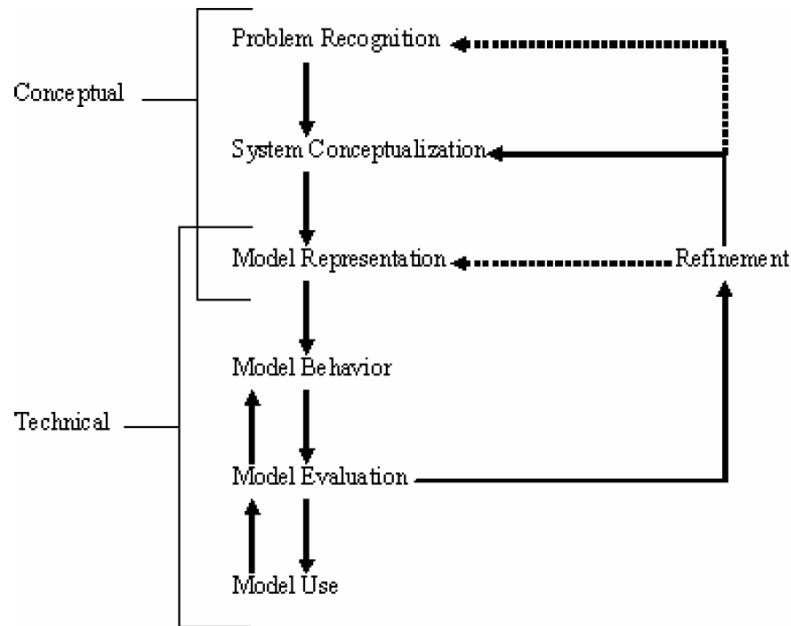 Problem Recognition
Conceptual
System Conceptualization
Model Representation
Refinement
Model Behavior
Technical
Model Evaluation
Model Use